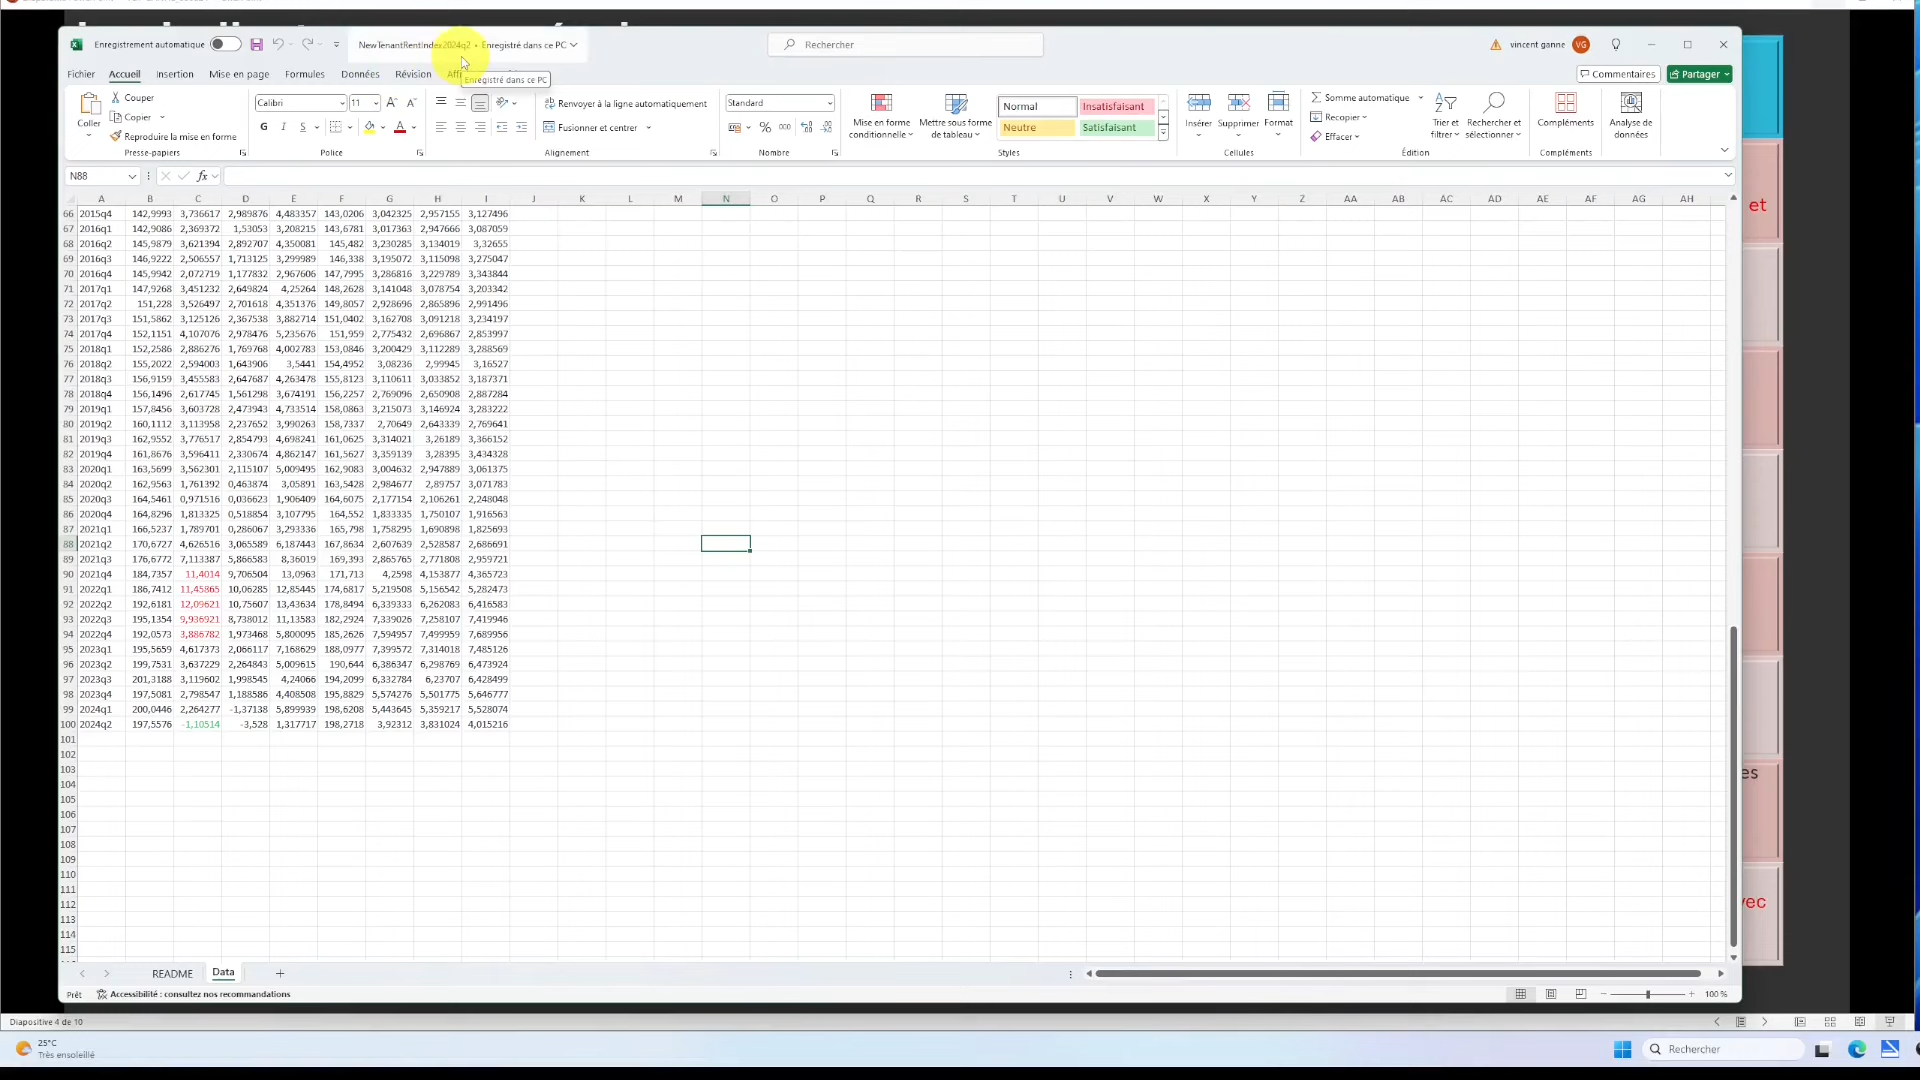 Enregistrement automatique NewTenantRentIndex2024q2 • Enregistré dans ce PC Rechercher vincent ganne VG
Fichier Accueil Insertion Mise en page Formules Données Révision Enregistré dans ce PC Commentaires Partager
Coller Couper Copier Reproduire la mise en forme
Calibri 11 G I S
Renvoyer à la ligne automatiquement
Fusionner et centrer
Standard % 000
Mise en forme conditionnelle
Mettre sous forme de tableau
Normal Insatisfaisant
Neutre Satisfaisant
Insérer Supprimer Format
Somme automatique
Recopier
Effacer
Trier et filtrer
Rechercher et sélectionner
Compléments
Analyse de données
Presse-papiers Police Alignement Nombre Styles Cellules Édition Compléments
N88 fx
A B C D E F G H I J K L M N O P Q R S T U V W X Y Z AA AB AC AD AE AF AG AH
66 2015q4 142,9993 3,736617 2,989876 4,483357 143,0206 3,042325 2,957155 3,127496
67 2016q1 142,9086 2,369372 1,53053 3,208215 143,6781 3,017363 2,947666 3,087059
68 2016q2 145,9879 3,621394 2,892707 4,350081 145,482 3,230285 3,134019 3,32655
69 2016q3 146,9222 2,506557 1,713125 3,299989 146,338 3,195072 3,115098 3,275047
70 2016q4 145,9942 2,072719 1,177832 2,967606 147,7995 3,286816 3,229789 3,343844
71 2017q1 147,9268 3,451232 2,649824 4,25264 148,2628 3,141048 3,078754 3,203342
72 2017q2 151,228 3,526497 2,701618 4,351376 149,8057 2,928696 2,865896 2,991496
73 2017q3 151,5862 3,125126 2,367538 3,882714 151,0402 3,162708 3,091218 3,234197
74 2017q4 152,1151 4,107076 2,978476 5,235676 151,959 2,775432 2,696867 2,853997
75 2018q1 152,2586 2,886276 1,769768 4,002783 153,0846 3,200429 3,112289 3,288569
76 2018q2 155,2022 2,594003 1,643906 3,5441 154,4952 3,08236 2,99945 3,16527
77 2018q3 156,9159 3,455583 2,647687 4,263478 155,8123 3,110611 3,033852 3,187371
78 2018q4 156,1496 2,617745 1,561298 3,674191 156,2257 2,769096 2,650908 2,887284
79 2019q1 157,8456 3,603728 2,473943 4,733514 158,0863 3,215073 3,146924 3,283222
80 2019q2 160,1112 3,113958 2,237652 3,990263 158,7337 2,70649 2,643339 2,769641
81 2019q3 162,9552 3,776517 2,854793 4,698241 161,0625 3,314021 3,26189 3,366152
82 2019q4 161,8676 3,596411 2,330674 4,862147 161,5627 3,359139 3,28395 3,434328
83 2020q1 163,5699 3,562301 2,115107 5,009495 162,9083 3,004632 2,947889 3,061375
84 2020q2 162,9563 1,761392 0,463874 3,05891 163,5428 2,984677 2,89757 3,071783
85 2020q3 164,5461 0,971516 0,036623 1,906409 164,6075 2,177154 2,106261 2,248048
86 2020q4 164,8296 1,813325 0,518854 3,107795 164,552 1,833335 1,750107 1,916563
87 2021q1 166,5237 1,789701 0,286067 3,293336 165,798 1,758295 1,690898 1,825693
88 2021q2 170,6727 4,626516 3,065589 6,187443 167,8634 2,607639 2,528587 2,686691
89 2021q3 176,6772 7,113387 5,866583 8,36019 169,393 2,865765 2,771808 2,959721
90 2021q4 184,7357 11,4014 9,706504 13,0963 171,713 4,2598 4,153877 4,365723
91 2022q1 186,7412 11,45865 10,06285 12,85445 174,6817 5,219508 5,156542 5,282473
92 2022q2 192,6181 12,09621 10,75607 13,43634 178,8494 6,339333 6,262083 6,416583
93 2022q3 195,1354 9,936921 8,738012 11,13583 182,2924 7,339026 7,258107 7,419946
94 2022q4 192,0573 3,886782 1,973468 5,800095 185,2626 7,594957 7,499959 7,689956
95 2023q1 195,5659 4,617373 2,066117 7,168629 188,0977 7,399572 7,314018 7,485126
96 2023q2 199,7531 3,637229 2,264843 5,009615 190,644 6,386347 6,298769 6,473924
97 2023q3 201,3188 3,119602 1,998545 4,24066 194,2099 6,332784 6,23707 6,428499
98 2023q4 197,5081 2,798547 1,188586 4,408508 195,8829 5,574276 5,501775 5,646777
99 2024q1 200,0446 2,264277 -1,37138 5,899939 198,6208 5,443645 5,359217 5,528074
100 2024q2 197,5576 -1,10514 -3,528 1,317717 198,2718 3,92312 3,831024 4,015216
101
102
103
104
105
106
107
108
109
110
111
112
113
114
115
et
es
vec
README Data +
Prêt Accessibilité : consultez nos recommandations 100 %
Diapositive 4 de 10
25°C
Très ensoleillé
Rechercher